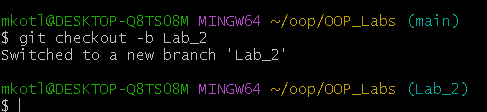 mkotl@DESKTOP-Q8TS08M MINGW64 ~/oop/OOP_Labs (main)
$ git checkout -b Lab_2
Switched to a new branch 'Lab_2'
mkotl@DESKTOP-Q8TS08M MINGW64 ~/oop/OOP_Labs (Lab_2)
$